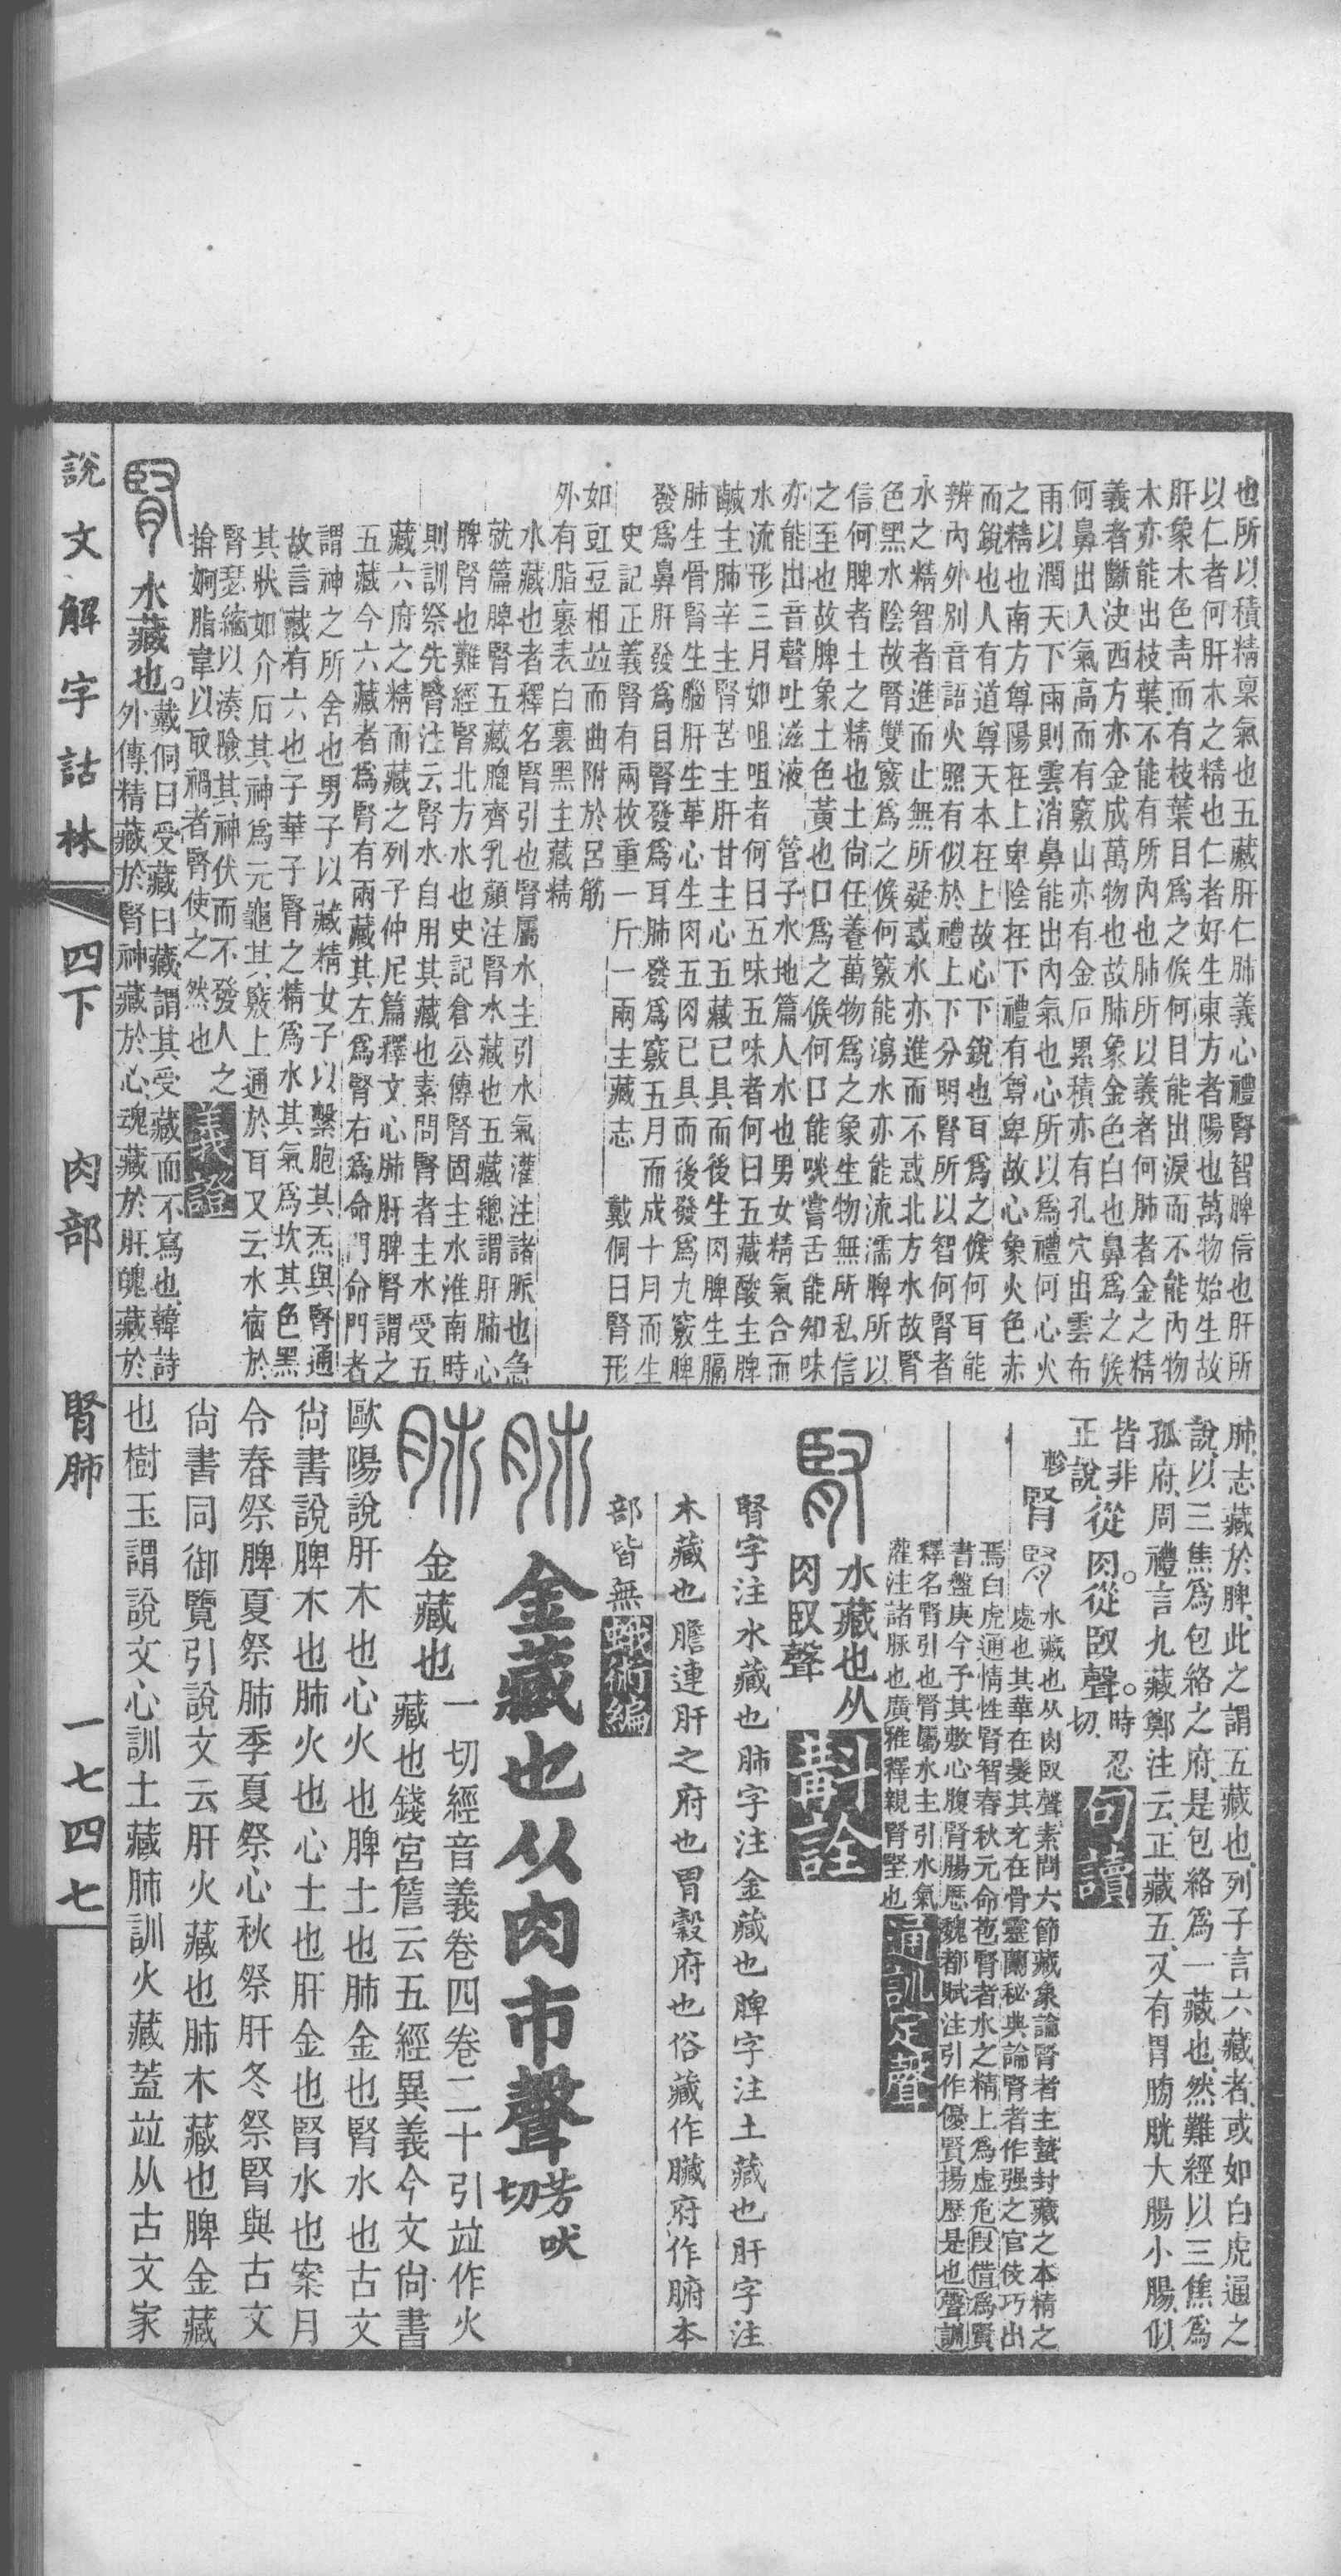 也所以積精稟氣也五藏肝仁肺義心禮腎智脾信也肝所
以仁者何肝木之精也仁者好生東方者陽也萬物始生故
肝象木色靑而有枝葉目爲之候何目能出淚而不能內物
木亦能出枝葉不能有所內也肺所以義者何肺者金之精
義者斷決西方亦金成萬物也故肺象金色白也鼻爲之候
何鼻出入氣高而有竅山亦有金石累積亦有孔穴出雲布
雨以潤天下雨則雲消鼻能出內氣也心所以爲禮何心火
之精也南方尊陽在上卑陰在下禮有尊卑故心象火色赤
而銳也人有道尊天本在上故心下銳也耳爲之候何耳能
辨內外別音語火照有似於禮上下分明腎所以智何腎者
水之精智者進而止無所疑惑水亦進而不惑北方水故腎
色黑水陰故腎雙竅爲之候何竅能瀉水亦能流濡脾所以
信何脾者土之精也土尙任養萬物爲之象生物無所私信
之至也故脾象土色黃也口爲之候何口能啖嘗舌能知味
亦能出音聲吐滋液 管子水地篇人水也男女精氣合而
水流形三月如咀咀者何曰五味五味者何曰五藏酸主脾
鹹主肺辛主腎苦主肝甘主心五藏已具而後生肉脾生膈
肺生骨腎生腦肝生革心生肉五肉已具而後發爲九竅脾
發爲鼻肝發爲目腎發爲耳肺發爲竅五月而成十月而生
史記正義腎有兩枚重一斤一兩主藏志 戴侗曰腎形
如豇豆相竝而曲附於呂筋
外有脂裹表白裏黑主藏精
水藏也者釋名腎引也腎屬水主引水氣灌注諸脈也急
就篇脾腎五藏䏶齊乳顏注腎水藏也五藏總謂肝肺心
脾腎也難經腎北方水也史記倉公傳腎固主水淮南時
則訓祭先腎注云腎水自用其藏也素問腎者主水受五
藏六府之精而藏之列子仲尼篇釋文心肺肝脾腎謂之
五藏今六藏者爲腎有兩藏其左爲腎右爲命門命門者
謂神之所舍也男子以藏精女子以繫胞其炁與腎通
故言藏有六也子華子腎之精爲水其氣爲坎其色黑
其狀如介石其神爲元龜其竅上通於耳又云水宿於
腎瑟縮以湊險其神伏而不發人之
揜婀脂韋以取禍者腎使之然也 義證
腎 水藏也。戴侗曰受藏曰藏謂其受藏而不寫也韓詩
外傳精藏於腎神藏於心魂藏於肝魄藏於
肺志藏於脾此之謂五藏也列子言六藏者或如白虎通之
說以三焦爲包絡之府是包絡爲一藏也然難經以三焦爲
孤府周禮言九藏鄭注云正藏五又有胃膀胱大腸小腸似
皆非
正說 從肉。從臤聲。時忍切 句讀
軫 腎 水藏也从肉臤聲素問六節藏象論腎者主蟄封藏之本精之
處也其華在髮其充在骨靈蘭秘典論腎者作强之官伎巧出
焉白虎通情性腎智春秋元命苞腎者水之精上爲虛危叚借爲賢
書盤庚今予其敷心腹腎腸歷魏都賦注引作優賢揚歷是也聲訓
釋名腎引也腎屬水主引水氣
灌注諸脈也廣雅釋親腎堅也 通訓定聲
腎 水藏也从
肉臤聲 斠詮
腎字注水藏也肺字注金藏也脾字注土藏也肝字注
木藏也膽連肝之府也胃穀府也俗藏作臟府作腑本
部皆無 蛾術編
肺 金藏也从肉巿聲芳吠切
肺 金藏也 一切經音義卷四卷二十引竝作火
藏也錢宮詹云五經異義今文尙書
歐陽說肝木也心火也脾土也肺金也腎水也古文
尙書說脾木也肺火也心土也肝金也腎水也案月
令春祭脾夏祭肺季夏祭心秋祭肝冬祭腎與古文
尙書同御覽引說文云肝火藏也肺木藏也脾金藏
也樹玉謂說文心訓土藏肺訓火藏蓋竝从古文家
說文解字詁林 四下 肉部 腎肺 一七四七